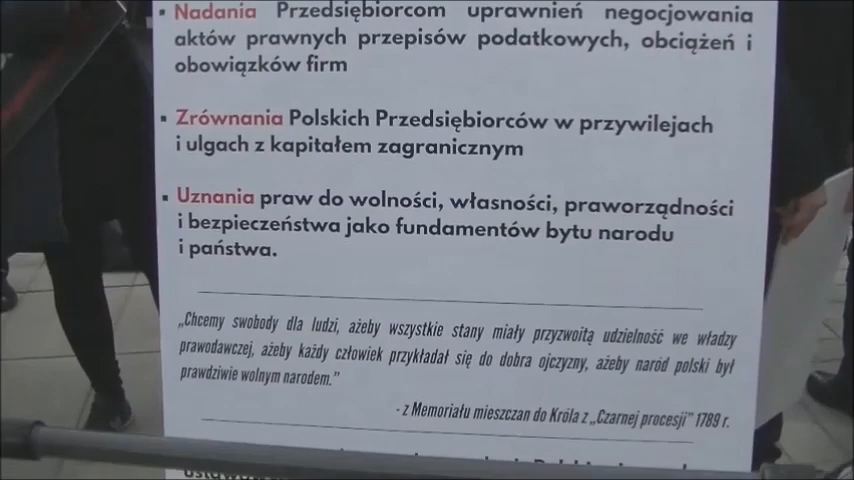 ▪ Nadania Przedsiębiorcom uprawnień negocjowania
aktów prawnych przepisów podatkowych, obciążeń i
obowiązków firm
▪ Zrównania Polskich Przedsiębiorców w przywilejach
i ulgach z kapitałem zagranicznym
▪ Uznania praw do wolności, własności, praworządności
i bezpieczeństwa jako fundamentów bytu narodu
i państwa.
„Chcemy swobody dla ludzi, ażeby wszystkie stany miały przyzwoitą udzielność we władzy
prawodawczej, ażeby każdy człowiek przykładał się do dobra ojczyzny, ażeby naród polski był
prawdziwie wolnym narodem."
- z Memoriału mieszczan do Króla z „Czarnej procesji" 1789 r.